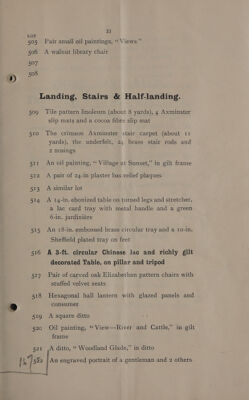 21
LOT
505 Pair small oil paintings, "Views"
506 A walnut library chair
507
508
Landing, Stairs & Half-landing.
509 Tile pattern linoleum (about 8 yards), 4 Axminster
slip mats and a cocoa fibre slip mat
510 The crimson Axminster stair carpet (about 11
yards), the underfelt, 24 brass stair rods and
2 nosings
511 An oil painting, "Village at Sunset," in gilt frame
512 A pair of 24-in plaster bas relief plaques
513 A similar lot
514 A 14-in. ebonized table on turned legs and stretcher,
a lac card tray with metal handle and a green
6-in. jardinière
515 An 18-in. embossed brass circular tray and a 10-in.
Sheffield plated tray on feet
516 A 3-ft. circular Chinese lac and richly gilt
decorated Table, on pillar and tripod
517 Pair of carved oak Elizabethan pattern chairs with
stuffed velvet seats
518 Hexagonal hall lantern with glazed panels and
consumer
519 A square ditto
520 Oil painting, "View—River and Cattle," in gilt
frame
521 A ditto, "Woodland Glade," in ditto
522 An engraved portrait of a gentleman and 2 others